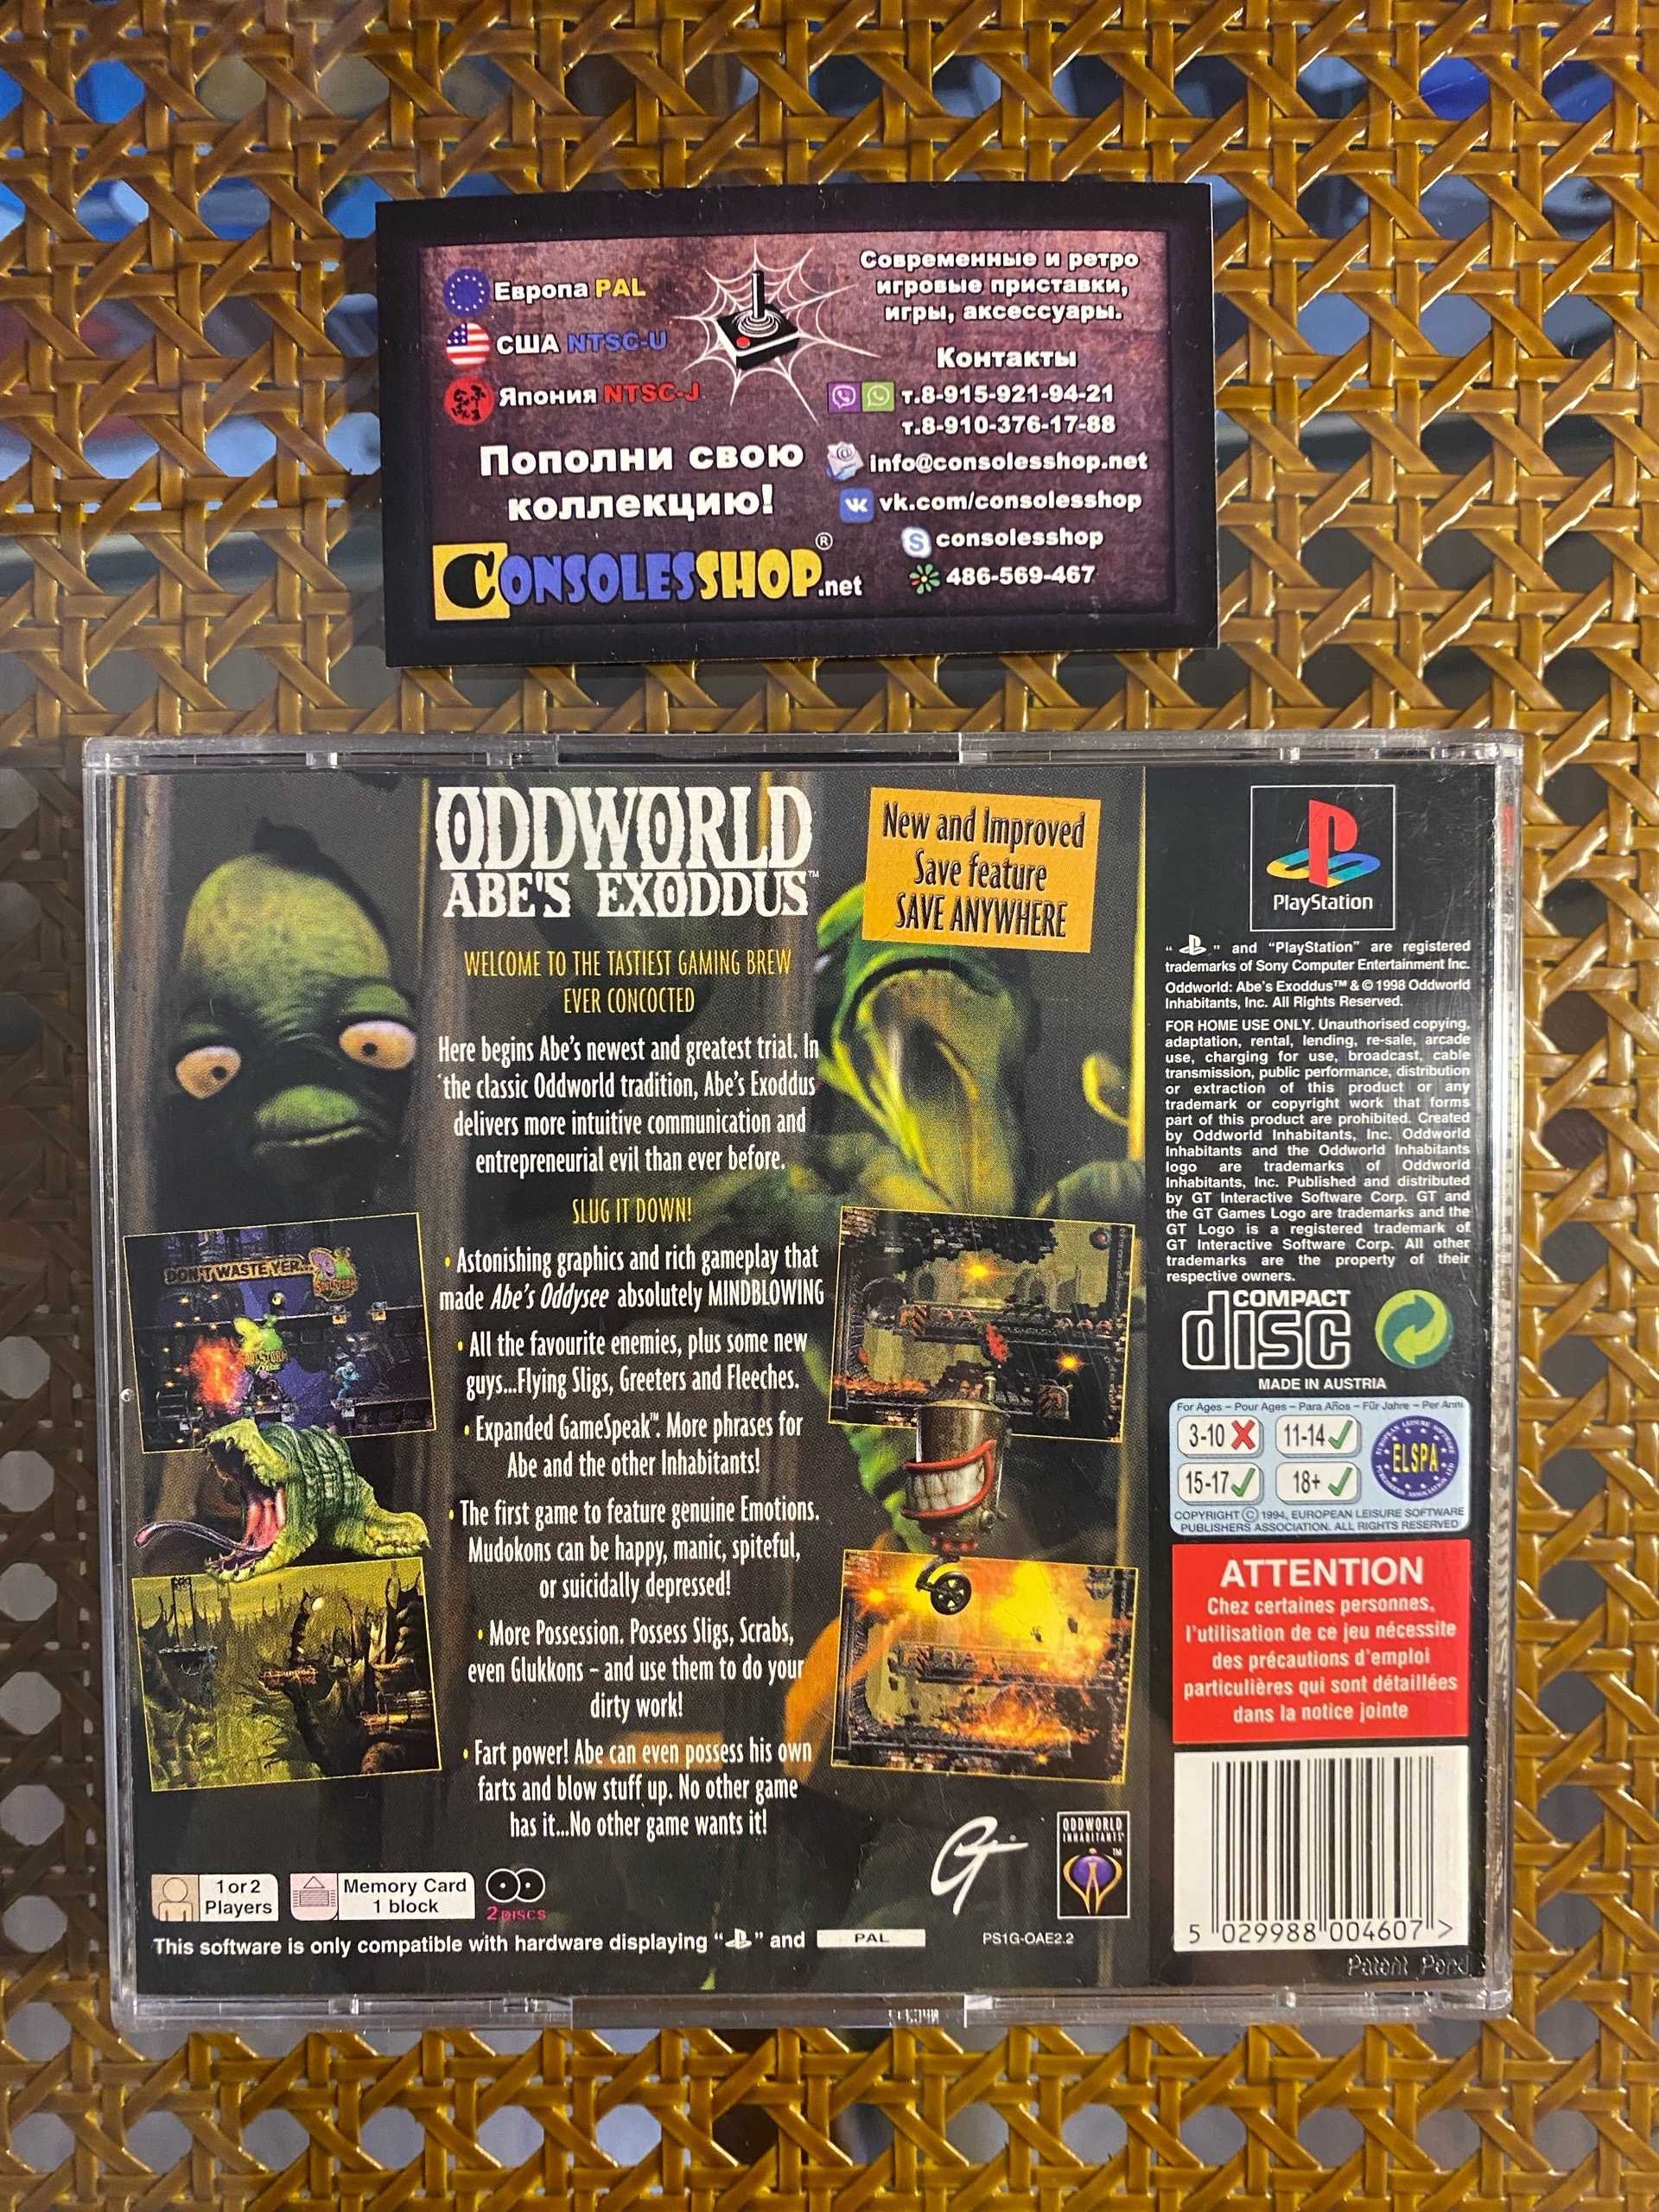 Европа PAL
США NTSC-U
Япония NTSC-J
Пополни свою
коллекцию!
CONSOLESSHOP.net
®
Современные и ретро
игровые приставки,
игры, аксессуары.
Контакты
т.8-915-921-94-21
т.8-910-376-17-88
info@consolesshop.net
vk.com/consolesshop
consolesshop
486-569-467
ODDWORLD
ABE'S EXODDUS™
New and Improved
Save feature
SAVE ANYWHERE
WELCOME TO THE TASTIEST GAMING BREW
EVER CONCOCTED
Here begins Abe's newest and greatest trial. In
the classic Oddworld tradition, Abe's Exoddus
delivers more intuitive communication and
entrepreneurial evil than ever before.
SLUG IT DOWN!
• Astonishing graphics and rich gameplay that
made Abe's Oddysee absolutely MINDBLOWING
• All the favourite enemies, plus some new
guys...Flying Sligs, Greeters and Fleeches.
• Expanded GameSpeak™. More phrases for
Abe and the other Inhabitants!
• The first game to feature genuine Emotions.
Mudokons can be happy, manic, spiteful,
or suicidally depressed!
• More Possession. Possess Sligs, Scrabs,
even Glukkons – and use them to do your
dirty work!
• Fart power! Abe can even possess his own
farts and blow stuff up. No other game
has it...No other game wants it!
DON'T WASTE YER...
1 or 2
Players
Memory Card
1 block
2 DISCS
This software is only compatible with hardware displaying " " and PAL
PS1G-OAE2.2
GT
ODDWORLD
INHABITANTS
™
PlayStation
" " and "PlayStation" are registered
trademarks of Sony Computer Entertainment Inc.
Oddworld: Abe's Exoddus™ & © 1998 Oddworld
Inhabitants, Inc. All Rights Reserved.
FOR HOME USE ONLY. Unauthorised copying,
adaptation, rental, lending, re-sale, arcade
use, charging for use, broadcast, cable
transmission, public performance, distribution
or extraction of this product or any
trademark or copyright work that forms
part of this product are prohibited. Created
by Oddworld Inhabitants, Inc. Oddworld
Inhabitants and the Oddworld Inhabitants
logo are trademarks of Oddworld
Inhabitants, Inc. Published and distributed
by GT Interactive Software Corp. GT and
the GT Games Logo are trademarks and the
GT Logo is a registered trademark of
GT Interactive Software Corp. All other
trademarks are the property of their
respective owners.
COMPACT
disc
MADE IN AUSTRIA
For Ages – Pour Ages – Para Años – Für Jahre – Per Anni
3-10 11-14
15-17 18+
ELSPA
COPYRIGHT © 1994, EUROPEAN LEISURE SOFTWARE
PUBLISHERS ASSOCIATION. ALL RIGHTS RESERVED
ATTENTION
Chez certaines personnes,
l'utilisation de ce jeu nécessite
des précautions d'emploi
particulières qui sont détaillées
dans la notice jointe
5 029988 004607 >
Patent Pend